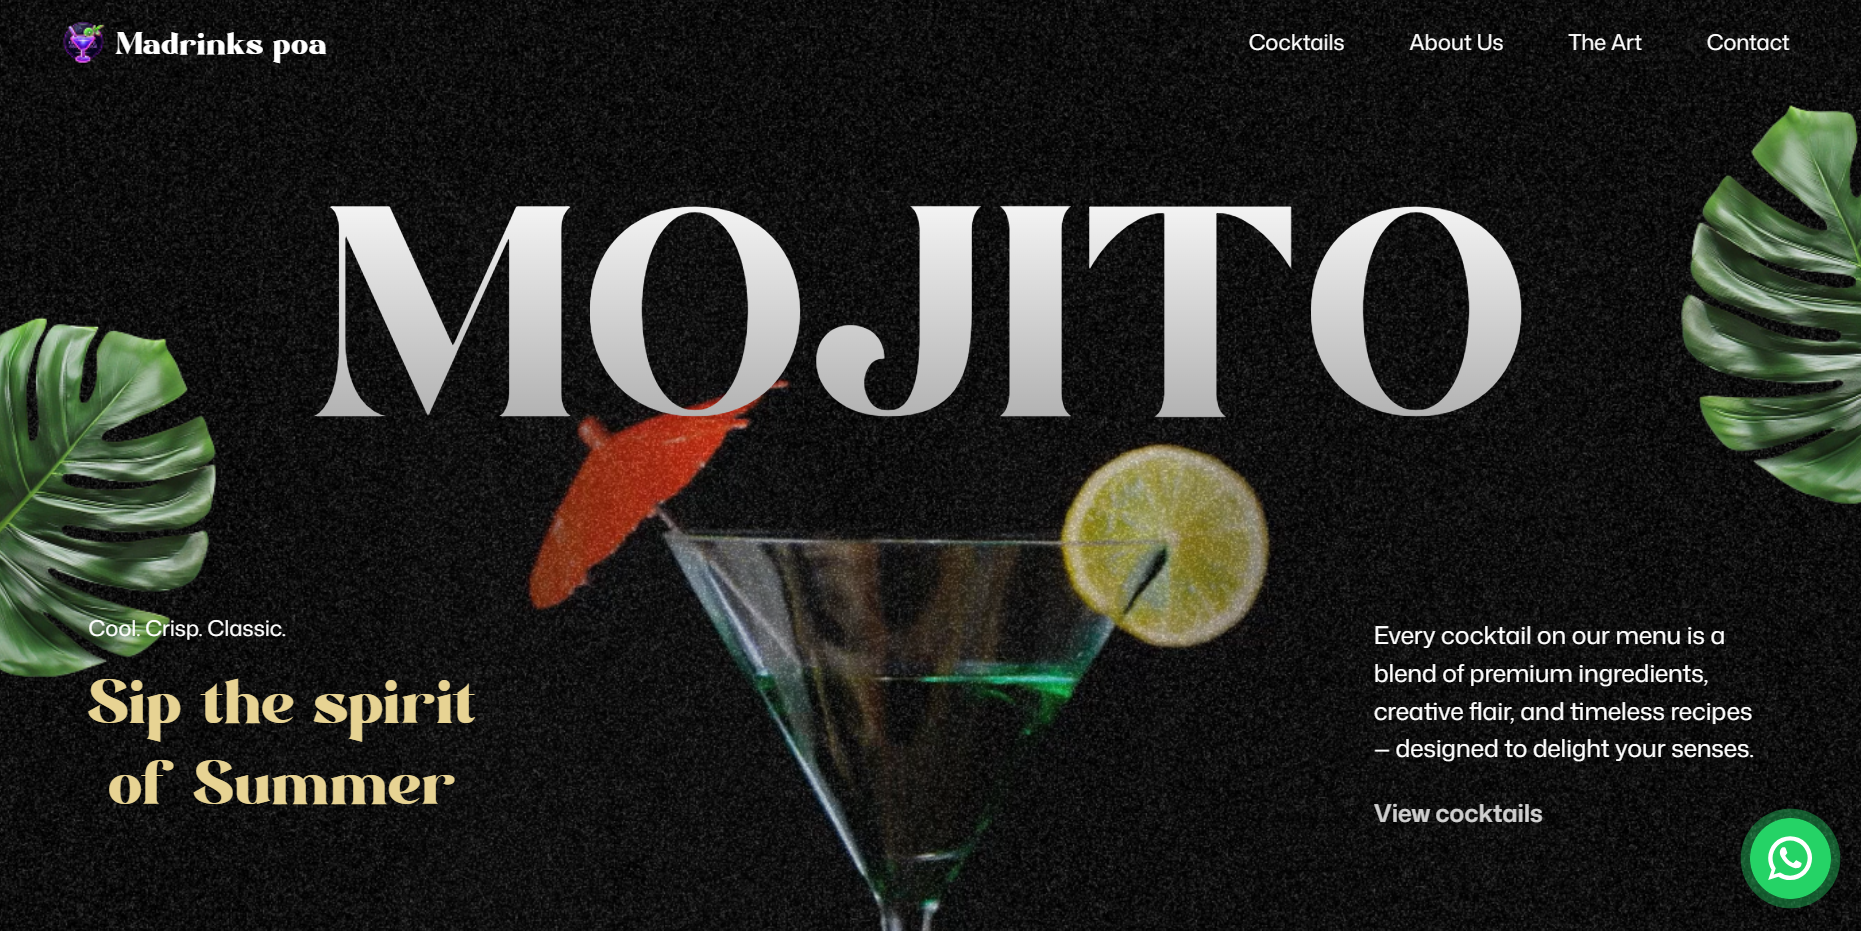 Madrinks poa
Cocktails
About Us
The Art
Contact
MOJITO
Cool. Crisp. Classic.
Sip the spirit
of Summer
Every cocktail on our menu is a
blend of premium ingredients,
creative flair, and timeless recipes
– designed to delight your senses.
View cocktails